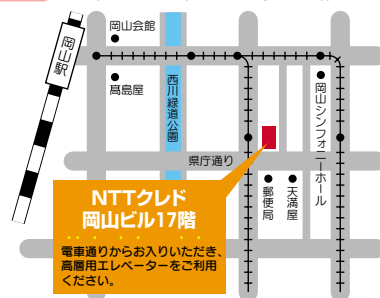 岡山会館
岡山駅
髙島屋
西川緑道公園
岡山シンフォニーホール
県庁通り
郵便局
天満屋
NTTクレド
岡山ビル17階
電車通りからお入りいただき、
高層用エレベーターをご利用
ください。